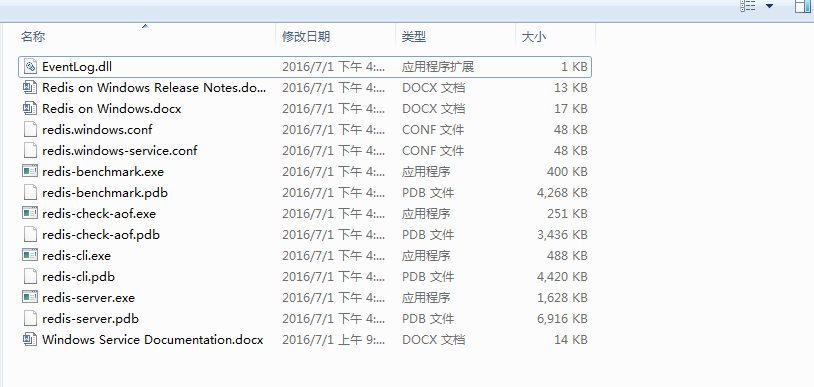 名称 修改日期 类型 大小
EventLog.dll 2016/7/1 下午 4:... 应用程序扩展 1 KB
Redis on Windows Release Notes.do... 2016/7/1 下午 4:... DOCX 文档 13 KB
Redis on Windows.docx 2016/7/1 下午 4:... DOCX 文档 17 KB
redis.windows.conf 2016/7/1 下午 4:... CONF 文件 48 KB
redis.windows-service.conf 2016/7/1 下午 4:... CONF 文件 48 KB
redis-benchmark.exe 2016/7/1 下午 4:... 应用程序 400 KB
redis-benchmark.pdb 2016/7/1 下午 4:... PDB 文件 4,268 KB
redis-check-aof.exe 2016/7/1 下午 4:... 应用程序 251 KB
redis-check-aof.pdb 2016/7/1 下午 4:... PDB 文件 3,436 KB
redis-cli.exe 2016/7/1 下午 4:... 应用程序 488 KB
redis-cli.pdb 2016/7/1 下午 4:... PDB 文件 4,420 KB
redis-server.exe 2016/7/1 下午 4:... 应用程序 1,628 KB
redis-server.pdb 2016/7/1 下午 4:... PDB 文件 6,916 KB
Windows Service Documentation.docx 2016/7/1 上午 9:... DOCX 文档 14 KB